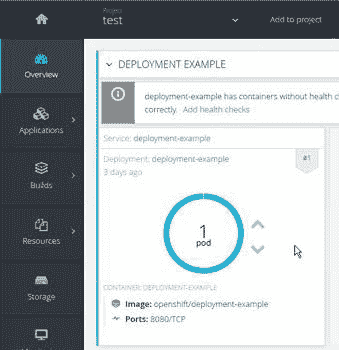 Project
test
Add to project
Overview
Applications
Builds
Resources
Storage
DEPLOYMENT EXAMPLE
deployment-example has containers without health c
correctly. Add health checks
Service: deployment-example
Deployment: deployment-example
#1
3 days ago
1
pod
CONTAINER: DEPLOYMENT-EXAMPLE
Image: openshift/deployment-example
Ports: 8080/TCP